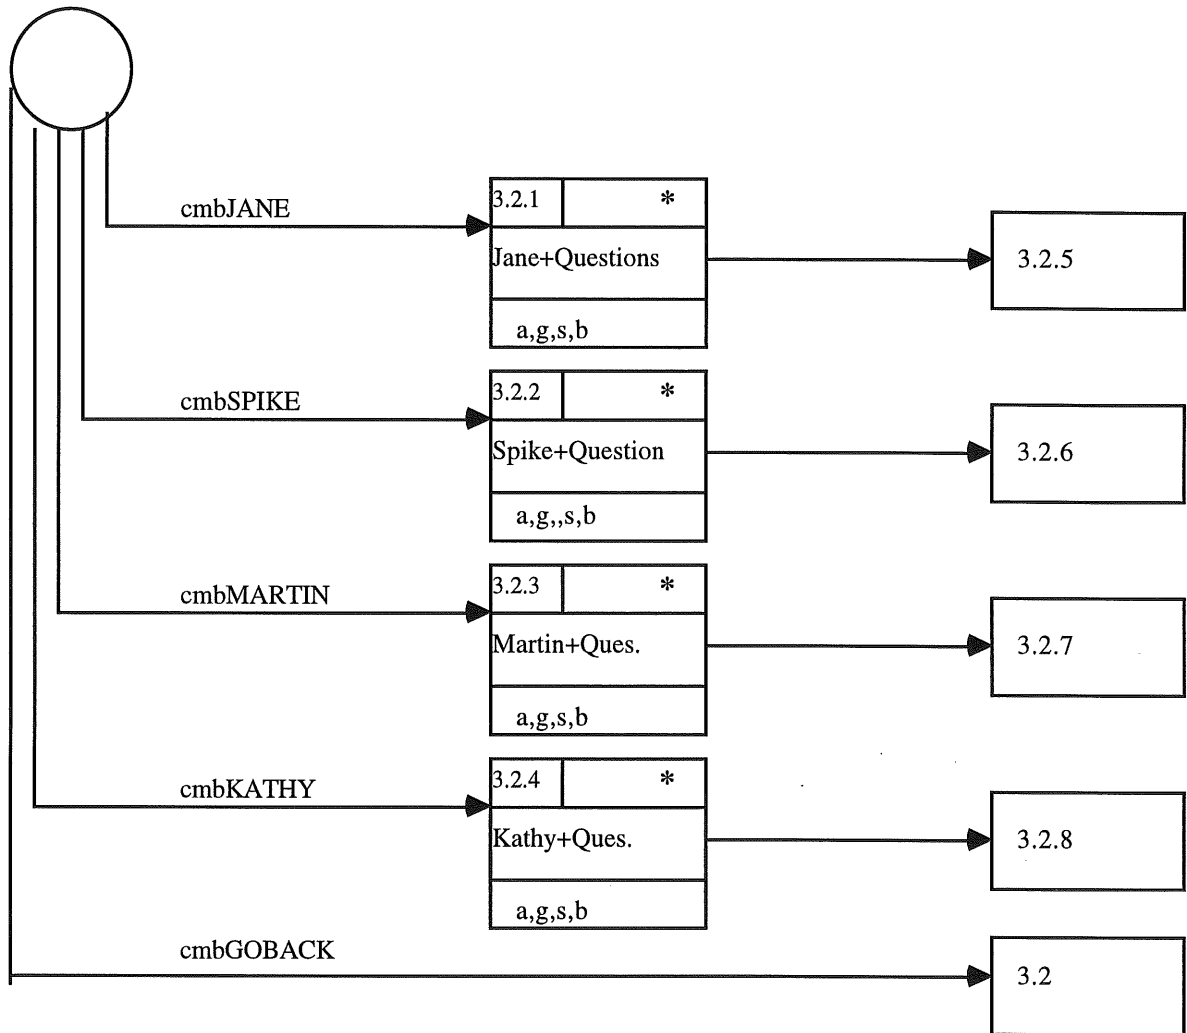 cmbJANE
3.2.1 *
Jane+Questions
a,g,s,b
3.2.5
cmbSPIKE
3.2.2 *
Spike+Question
a,g,,s,b
3.2.6
cmbMARTIN
3.2.3 *
Martin+Ques.
a,g,s,b
3.2.7
cmbKATHY
3.2.4 *
Kathy+Ques.
a,g,s,b
3.2.8
cmbGOBACK
3.2